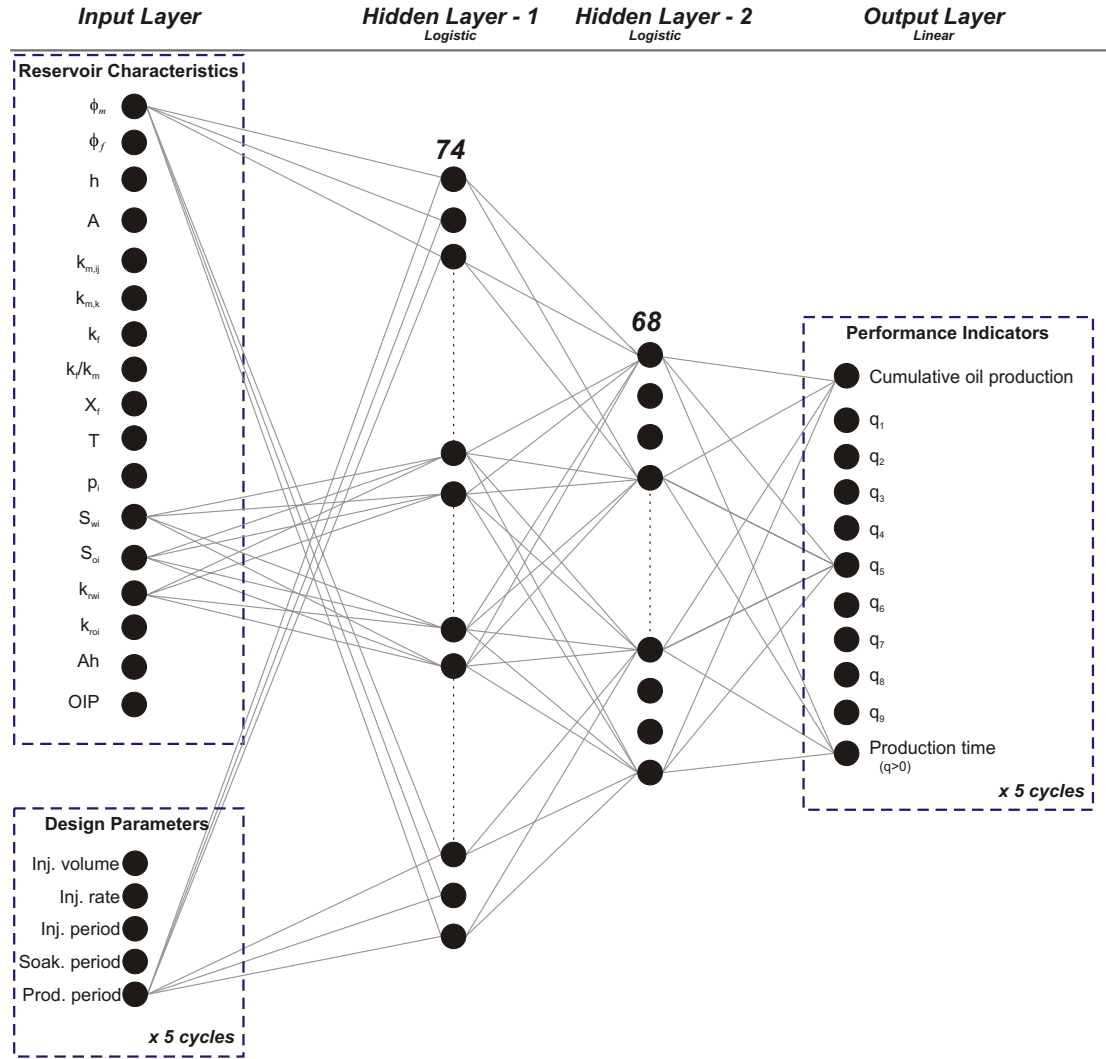 Input Layer
Hidden Layer - 1
Logistic
Hidden Layer - 2
Logistic
Output Layer
Linear
Reservoir Characteristics
ϕm
ϕf
h
A
km,ij
km,k
kf
kf/km
Xf
T
pi
Swi
Soi
krwi
kroi
Ah
OIP
Design Parameters
Inj. volume
Inj. rate
Inj. period
Soak. period
Prod. period
x 5 cycles
74
68
Performance Indicators
Cumulative oil production
q1
q2
q3
q4
q5
q6
q7
q8
q9
Production time
(q>0)
x 5 cycles